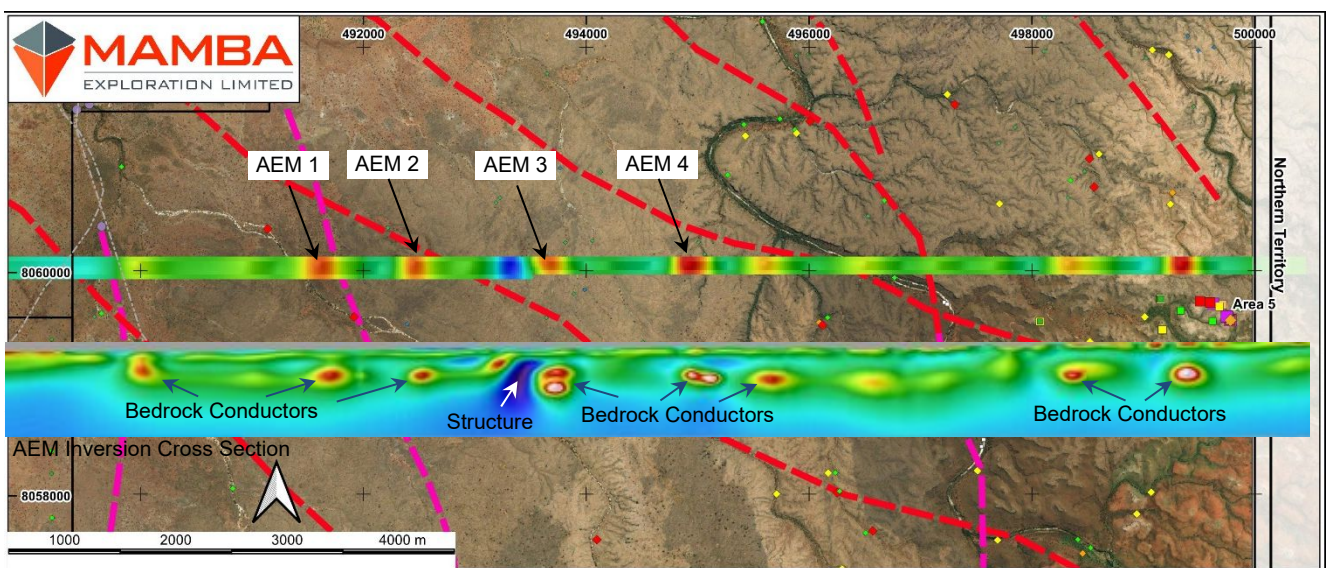 MAMBA
EXPLORATION LIMITED
492000
494000
496000
498000
500000
AEM 1
AEM 2
AEM 3
AEM 4
Northern Territory
8060000
Area 5
Bedrock Conductors
Structure
Bedrock Conductors
Bedrock Conductors
AEM Inversion Cross Section
8058000
1000
2000
3000
4000 m